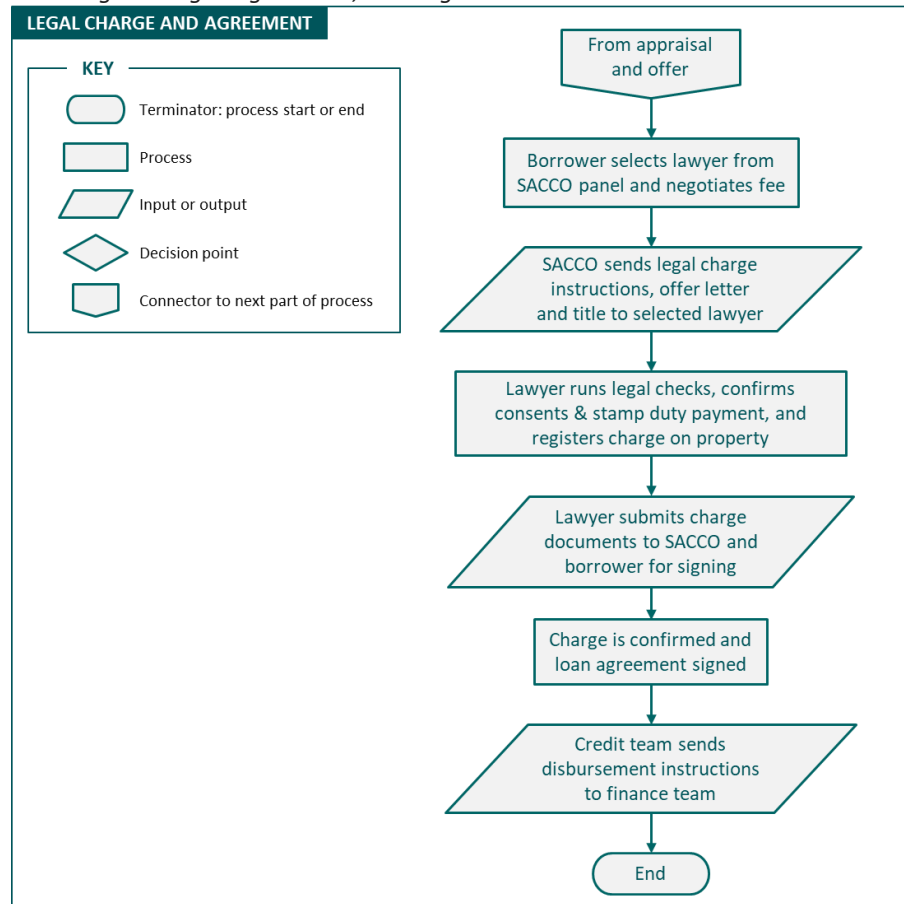 LEGAL CHARGE AND AGREEMENT
KEY
Terminator: process start or end
Process
Input or output
Decision point
Connector to next part of process
From appraisal
and offer
Borrower selects lawyer from
SACCO panel and negotiates fee
SACCO sends legal charge
instructions, offer letter
and title to selected lawyer
Lawyer runs legal checks, confirms
consents & stamp duty payment, and
registers charge on property
Lawyer submits charge
documents to SACCO and
borrower for signing
Charge is confirmed and
loan agreement signed
Credit team sends
disbursement instructions
to finance team
End